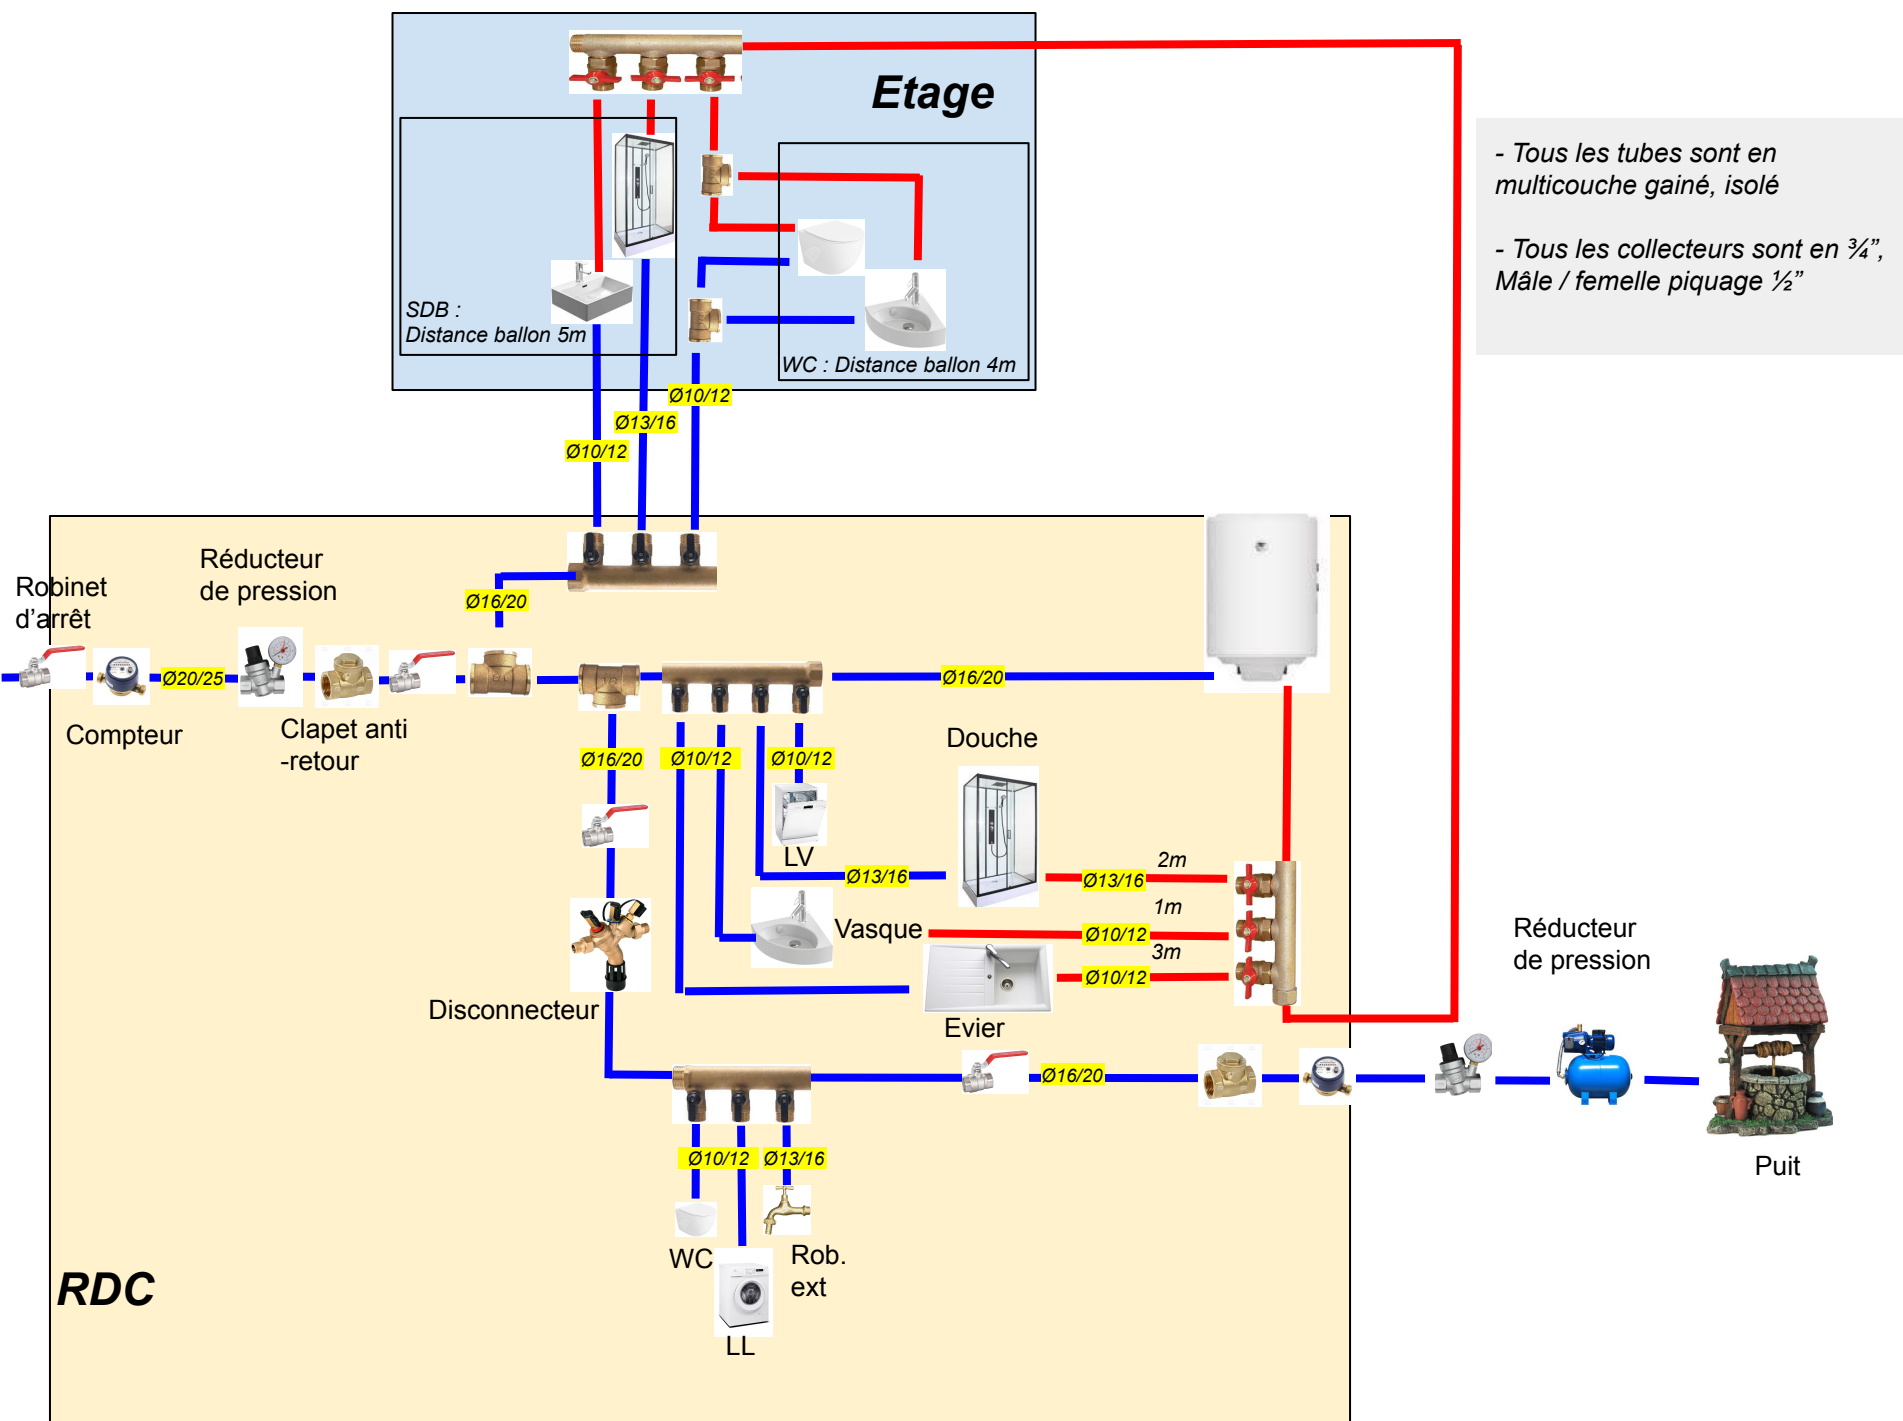 Etage
- Tous les tubes sont en
multicouche gainé, isolé
- Tous les collecteurs sont en ¾”,
Mâle / femelle piquage ½”
SDB :
Distance ballon 5m
WC : Distance ballon 4m
Ø10/12
Ø13/16
Ø10/12
Réducteur
de pression
Robinet
d’arrêt
Ø16/20
Ø20/25
Ø16/20
Compteur
Clapet anti
-retour
Ø16/20
Ø10/12
Ø10/12
Douche
LV
Ø13/16
2m
Ø13/16
1m
Vasque
Ø10/12
3m
Ø10/12
Evier
Disconnecteur
Réducteur
de pression
Ø16/20
Puit
Ø10/12
Ø13/16
WC
Rob.
ext
LL
RDC